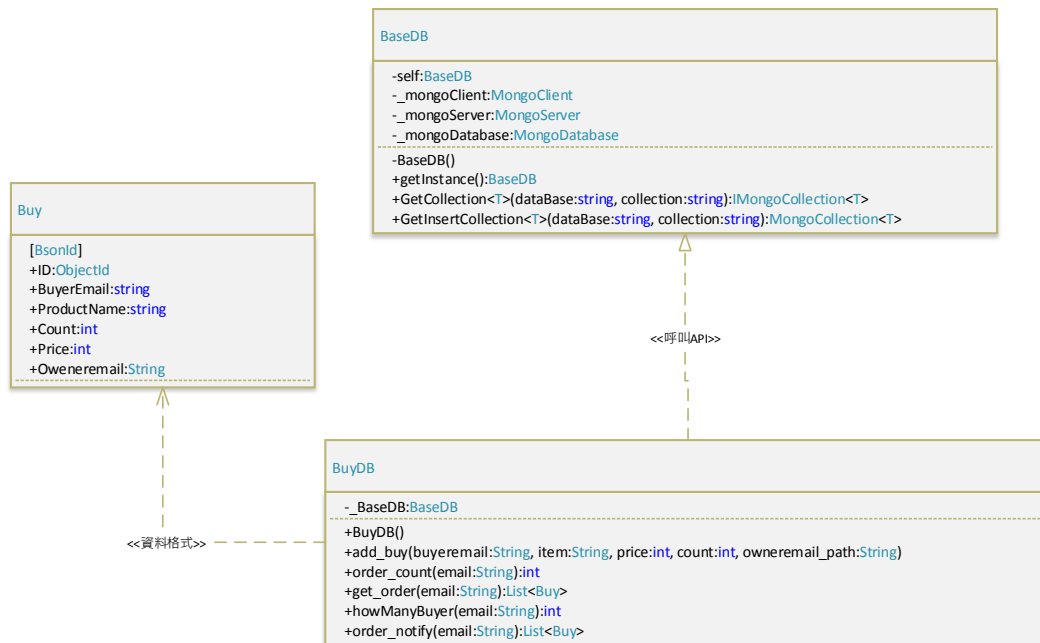 BaseDB
-self:BaseDB
-_mongoClient:MongoClient
-_mongoServer:MongoServer
-_mongoDatabase:MongoDatabase
-BaseDB()
+getInstance():BaseDB
+GetCollection<T>(dataBase:string, collection:string):IMongoCollection<T>
+GetInsertCollection<T>(dataBase:string, collection:string):MongoCollection<T>
Buy
[BsonId]
+ID:ObjectId
+BuyerEmail:string
+ProductName:string
+Count:int
+Price:int
+Oweneremail:String
<<呼叫API>>
<<資料格式>>
BuyDB
-_BaseDB:BaseDB
+BuyDB()
+add_buy(buyeremail:String, item:String, price:int, count:int, owneremail_path:String)
+order_count(email:String):int
+get_order(email:String):List<Buy>
+howManyBuyer(email:String):int
+order_notify(email:String):List<Buy>